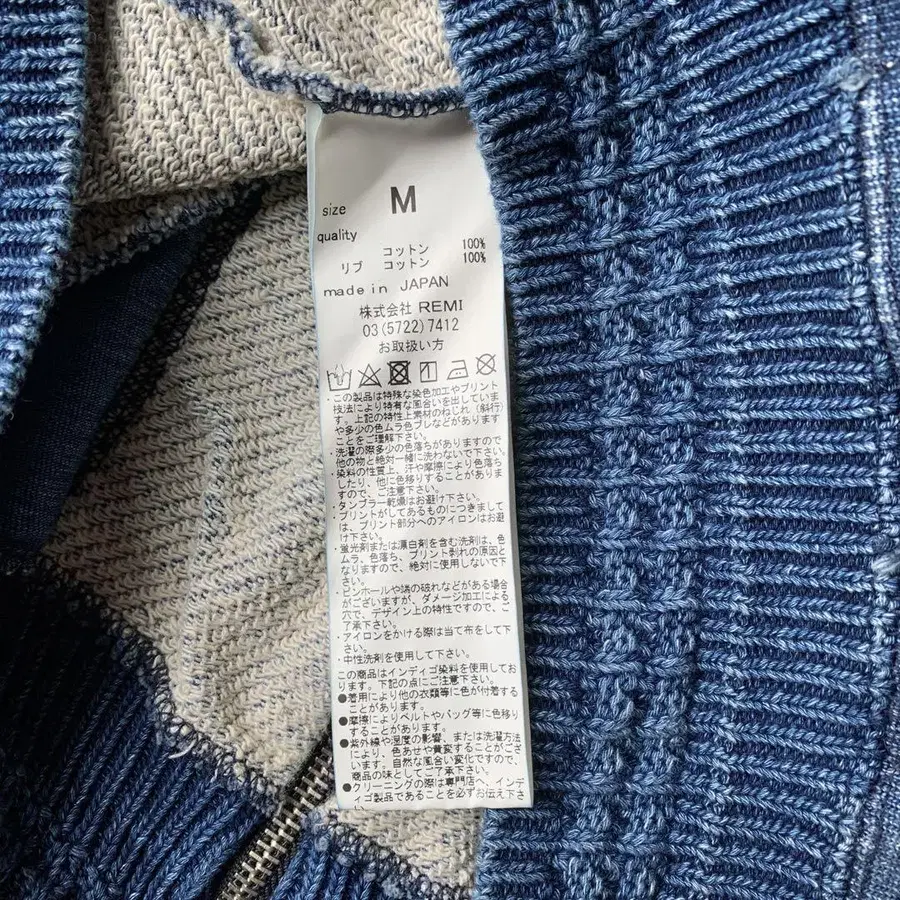 size M
quality
コットン 100%
リブ コットン 100%
made in JAPAN
株式会社 REMI
03(5722)7412
お取扱い方
・この製品は特殊な染色加工やプリント
技法により特有な風合いを出していま
す。上記の特性上素材のねじれ(斜行)
や多少の色ムラ色ブレなどがあります
ことをご理解下さい。
・洗濯の際多少の色落ちがありますので
他の物と絶対一緒に洗わないで下さい。
・染料の性質上、汗や摩擦により色落ち
したり、他に色移りすることがありま
すので、ご注意下さい。
・タンブラー乾燥はお避け下さい。
・プリントがしてあるものにつきまして
は、プリント部分へのアイロンはお避
け下さい。
・蛍光剤または漂白剤を含む洗剤は、色
ムラ、色落ち、プリント剥れの原因と
なりますので、絶対に使用しないで下
さい。
・ピンホールや端の破れなどがある場合
がございますが、ダメージ加工による
穴で、デザイン上の特性ですので、ご
了承下さい。
・アイロンをかける際は当て布をして下
さい。
・中性洗剤を使用して下さい。
この商品はインディゴ染料を使用してお
ります。下記の点にご注意下さい。
●着用により他の衣類等に色が付着する
ことがあります。
●摩擦によりベルトやバッグ等に色移り
することがあります。
●紫外線や湿度の影響、または洗濯方法
により、色あせや黄変することがござ
います。自然な風合い変化ですので、
商品の味としてご了承下さい。
●クリーニングの際は専門店へ、インデ
ィゴ製品であることを必ずお伝え下さ
い